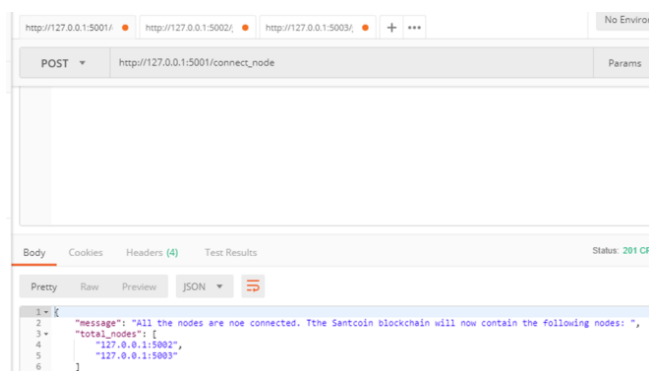 http://127.0.0.1:5001/ http://127.0.0.1:5002/ http://127.0.0.1:5003/ + ••• No Environ
POST http://127.0.0.1:5001/connect_node Params
Body Cookies Headers (4) Test Results Status: 201 CR
Pretty Raw Preview JSON
1 {
2 "message": "All the nodes are noe connected. Tthe Santcoin blockchain will now contain the following nodes: ",
3 "total_nodes": [
4 "127.0.0.1:5002",
5 "127.0.0.1:5003"
6 ]